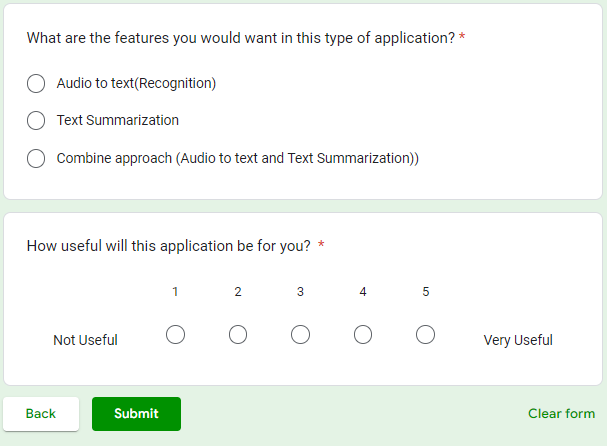 What are the features you would want in this type of application? *
Audio to text(Recognition)
Text Summarization
Combine approach (Audio to text and Text Summarization))
How useful will this application be for you? *
1 2 3 4 5
Not Useful Very Useful
Back Submit Clear form